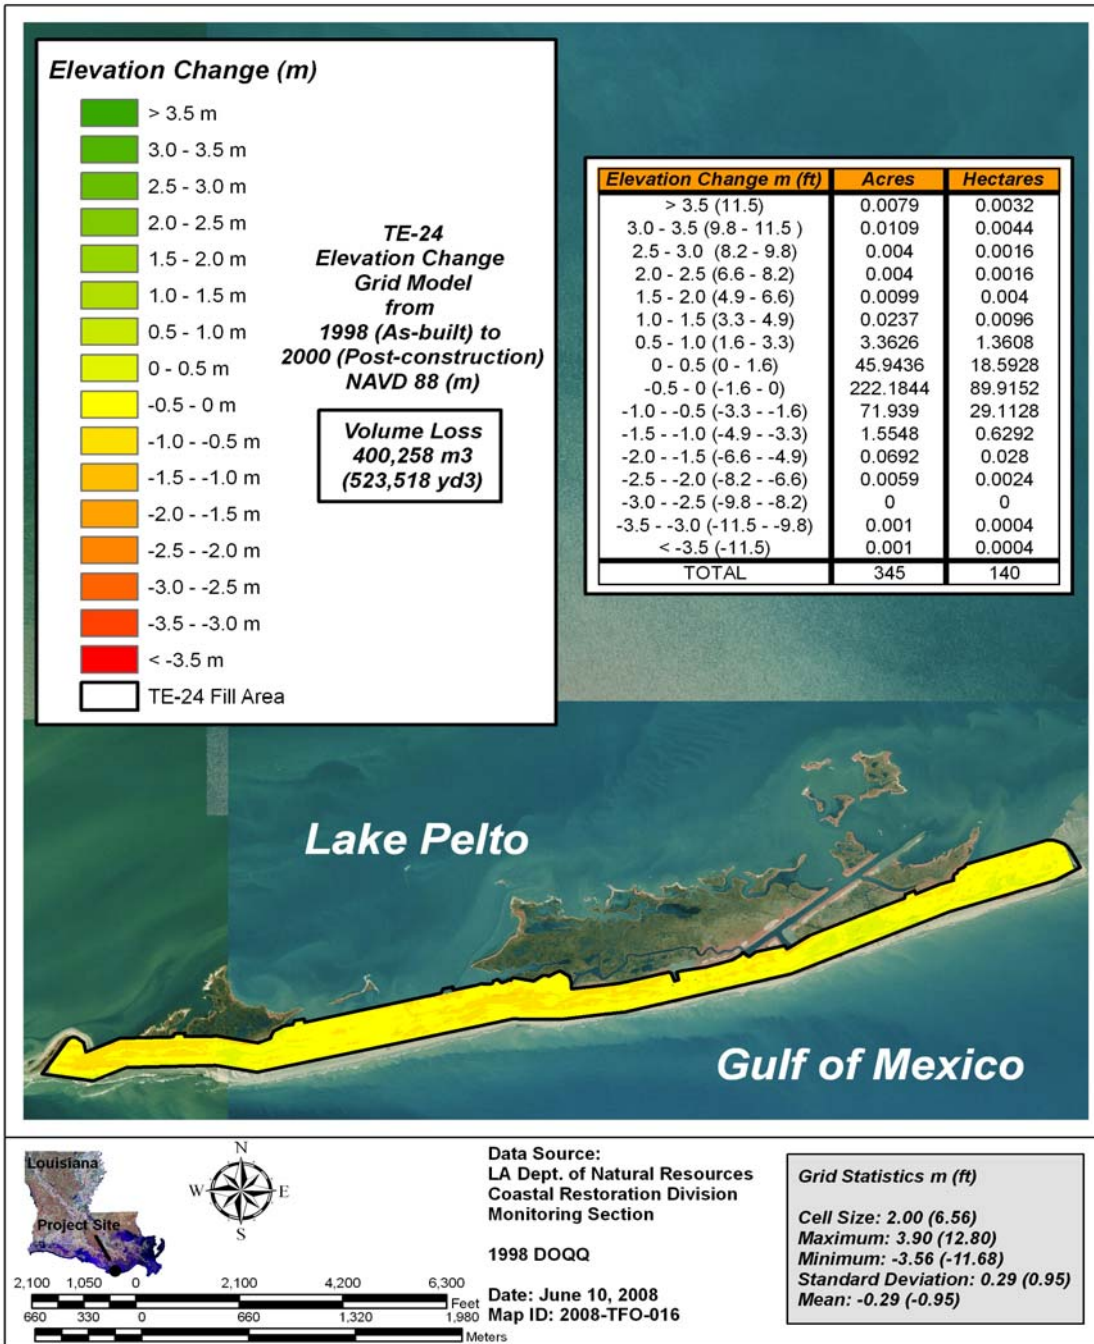 Elevation Change (m)
> 3.5 m
3.0 - 3.5 m
2.5 - 3.0 m
2.0 - 2.5 m
1.5 - 2.0 m
1.0 - 1.5 m
0.5 - 1.0 m
0 - 0.5 m
-0.5 - 0 m
-1.0 - -0.5 m
-1.5 - -1.0 m
-2.0 - -1.5 m
-2.5 - -2.0 m
-3.0 - -2.5 m
-3.5 - -3.0 m
< -3.5 m
TE-24 Fill Area
TE-24
Elevation Change
Grid Model
from
1998 (As-built) to
2000 (Post-construction)
NAVD 88 (m)
Volume Loss
400,258 m3
(523,518 yd3)
Elevation Change m (ft) Acres Hectares
> 3.5 (11.5) 0.0079 0.0032
3.0 - 3.5 (9.8 - 11.5 ) 0.0109 0.0044
2.5 - 3.0 (8.2 - 9.8) 0.004 0.0016
2.0 - 2.5 (6.6 - 8.2) 0.004 0.0016
1.5 - 2.0 (4.9 - 6.6) 0.0099 0.004
1.0 - 1.5 (3.3 - 4.9) 0.0237 0.0096
0.5 - 1.0 (1.6 - 3.3) 3.3626 1.3608
0 - 0.5 (0 - 1.6) 45.9436 18.5928
-0.5 - 0 (-1.6 - 0) 222.1844 89.9152
-1.0 - -0.5 (-3.3 - -1.6) 71.939 29.1128
-1.5 - -1.0 (-4.9 - -3.3) 1.5548 0.6292
-2.0 - -1.5 (-6.6 - -4.9) 0.0692 0.028
-2.5 - -2.0 (-8.2 - -6.6) 0.0059 0.0024
-3.0 - -2.5 (-9.8 - -8.2) 0 0
-3.5 - -3.0 (-11.5 - -9.8) 0.001 0.0004
< -3.5 (-11.5) 0.001 0.0004
TOTAL 345 140
Lake Pelto
Gulf of Mexico
Louisiana
Project Site
N
W E
S
2,100 1,050 0 2,100 4,200 6,300
Feet
660 330 0 660 1,320 1,980
Meters
Data Source:
LA Dept. of Natural Resources
Coastal Restoration Division
Monitoring Section
1998 DOQQ
Date: June 10, 2008
Map ID: 2008-TFO-016
Grid Statistics m (ft)
Cell Size: 2.00 (6.56)
Maximum: 3.90 (12.80)
Minimum: -3.56 (-11.68)
Standard Deviation: 0.29 (0.95)
Mean: -0.29 (-0.95)